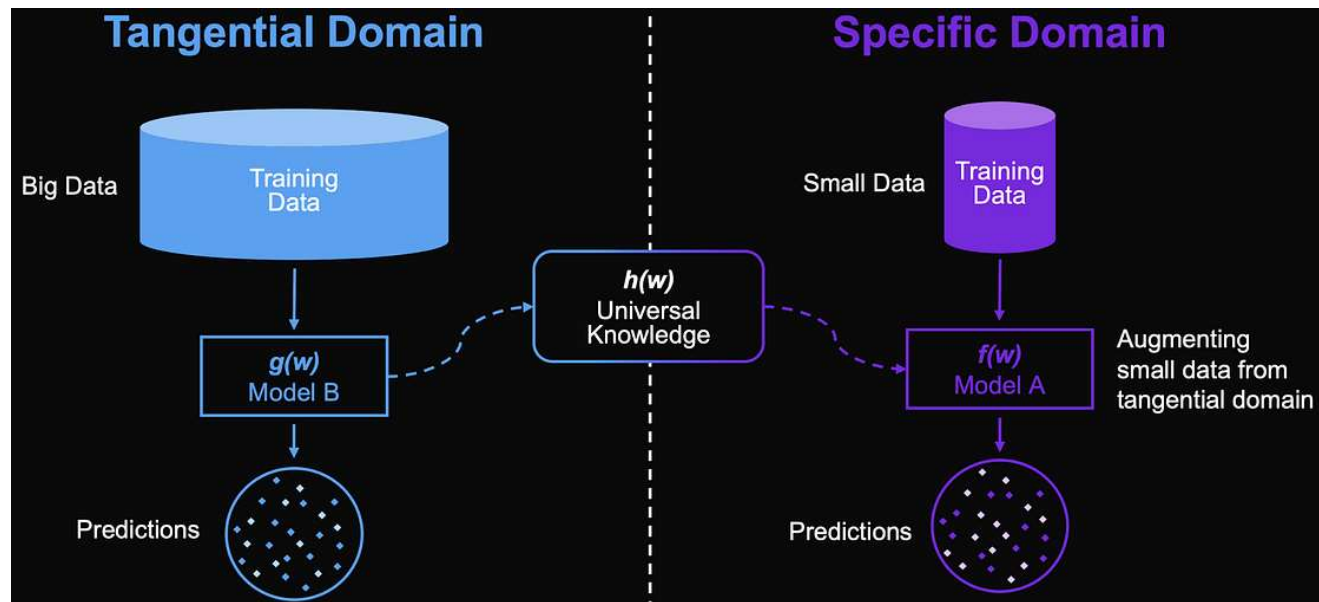 Tangential Domain
Big Data
Training
Data
g(w)
Model B
Predictions
h(w)
Universal
Knowledge
Specific Domain
Small Data
Training
Data
f(w)
Model A
Augmenting
small data from
tangential domain
Predictions